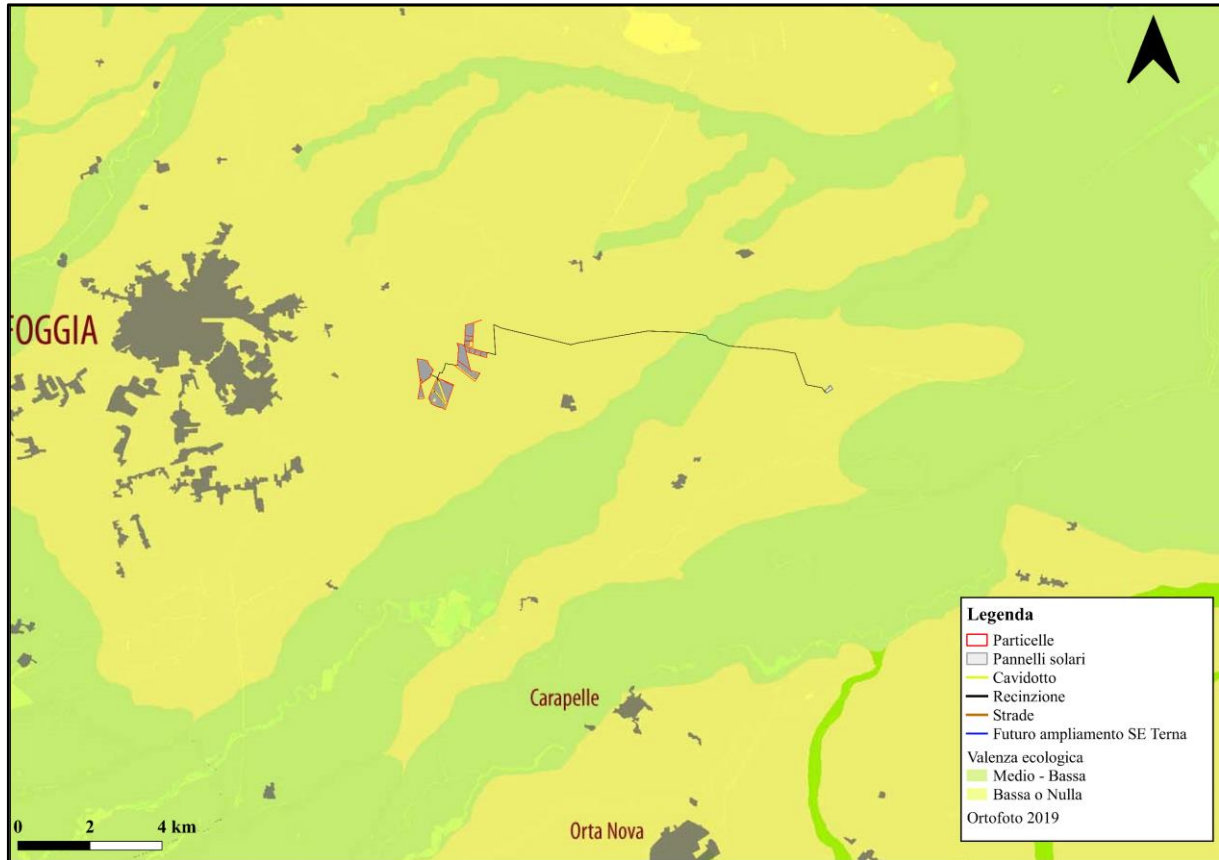 FOGGIA
Carapelle
Orta Nova
0 2 4 km
Legenda
Particelle
Pannelli solari
Cavidotto
Recinzione
Strade
Futuro ampliamento SE Terna
Valenza ecologica
Medio - Bassa
Bassa o Nulla
Ortofoto 2019